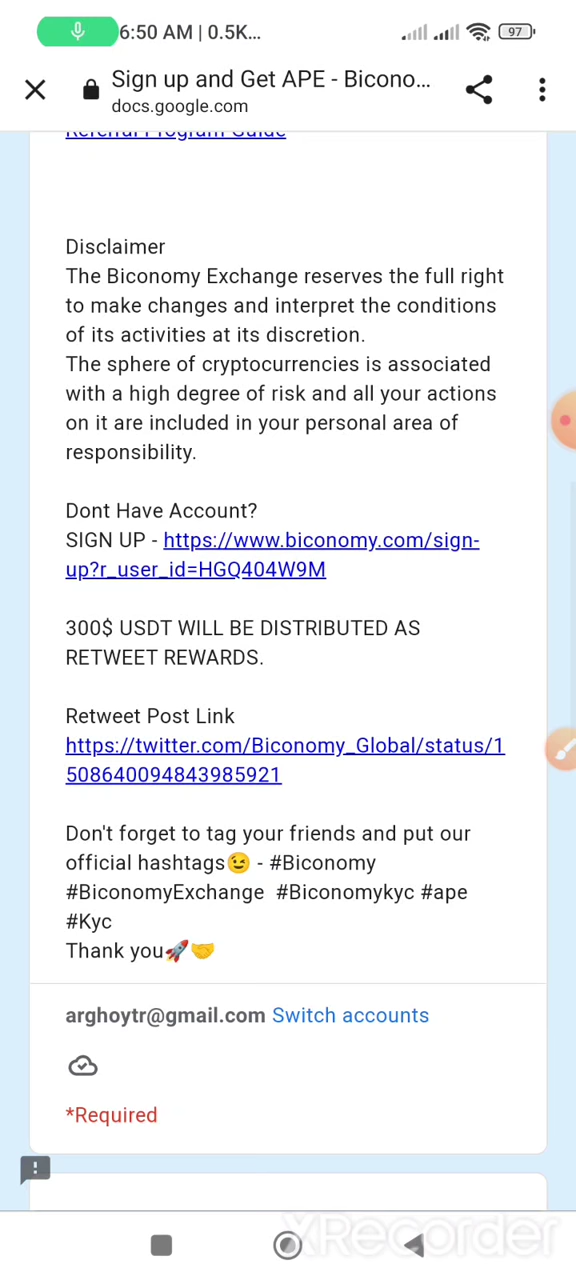 6:50 AM | 0.5K...
97
Sign up and Get APE - Bicono...
docs.google.com
Referral Program Guide
Disclaimer
The Biconomy Exchange reserves the full right
to make changes and interpret the conditions
of its activities at its discretion.
The sphere of cryptocurrencies is associated
with a high degree of risk and all your actions
on it are included in your personal area of
responsibility.
Dont Have Account?
SIGN UP - https://www.biconomy.com/sign-
up?r_user_id=HGQ404W9M
300$ USDT WILL BE DISTRIBUTED AS
RETWEET REWARDS.
Retweet Post Link
https://twitter.com/Biconomy_Global/status/1
508640094843985921
Don't forget to tag your friends and put our
official hashtags😉 - #Biconomy
#BiconomyExchange #Biconomykyc #ape
#Kyc
Thank you🚀🤝
arghoytr@gmail.com Switch accounts
*Required
XRecorder